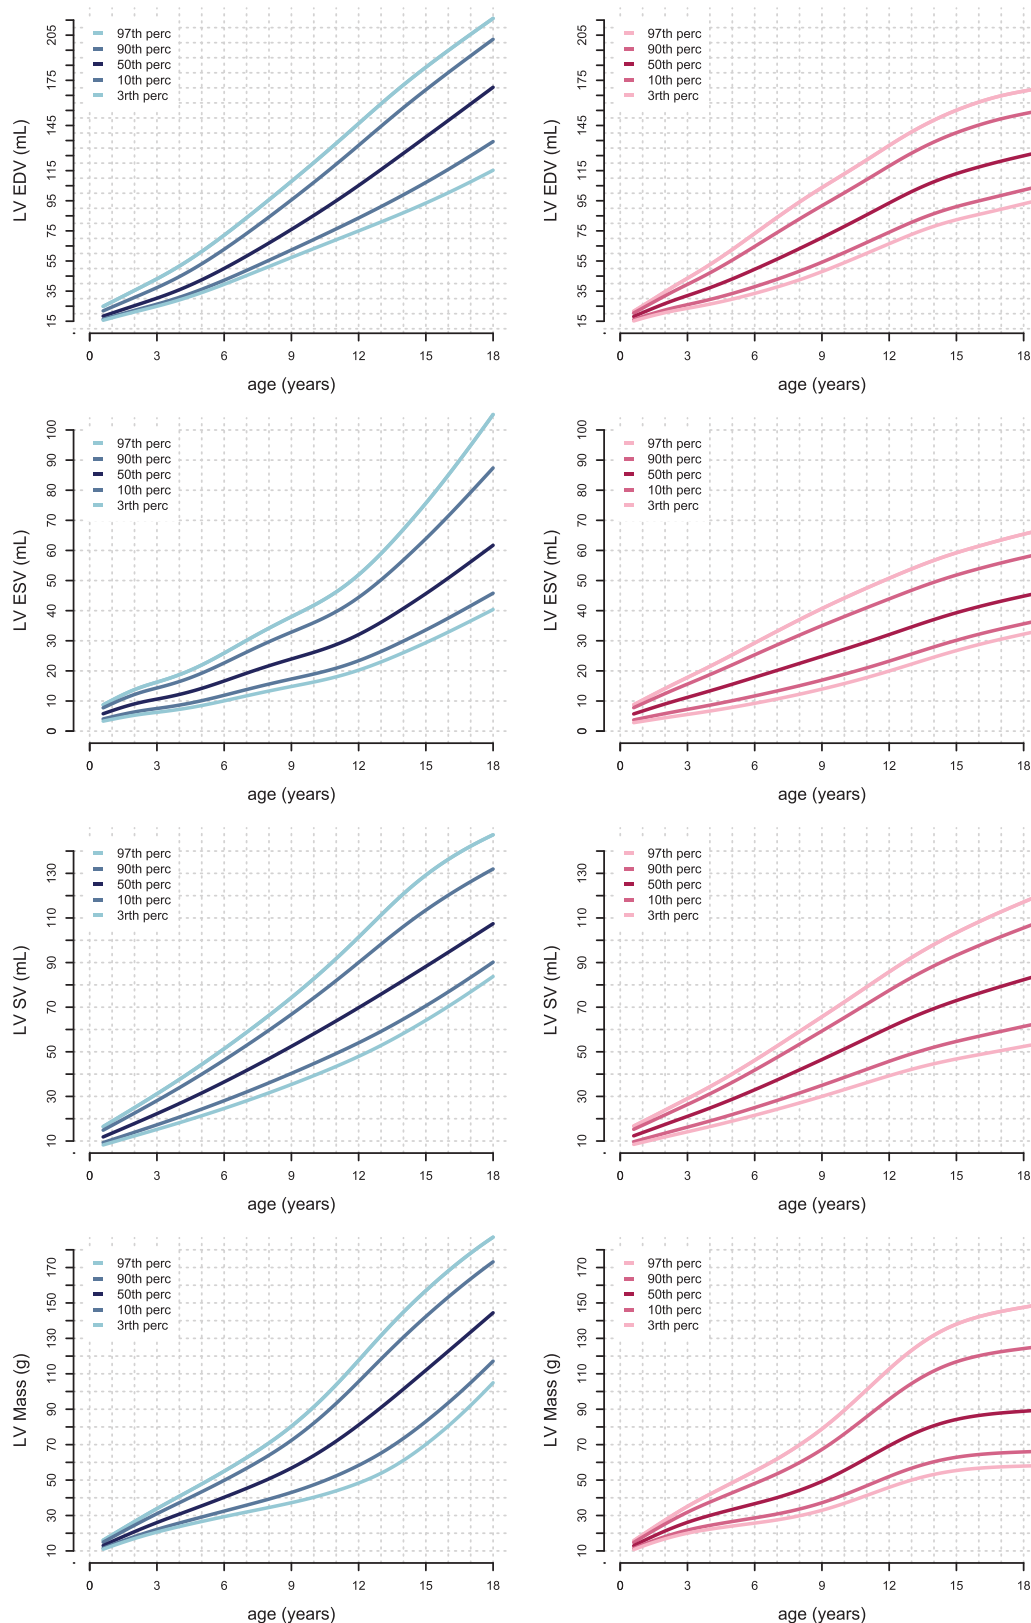 LV EDV (mL)
205
175
145
115
95
75
55
35
15
97th perc
90th perc
50th perc
10th perc
3rth perc
0 3 6 9 12 15 18
age (years)
LV EDV (mL)
205
175
145
115
95
75
55
35
15
97th perc
90th perc
50th perc
10th perc
3rth perc
0 3 6 9 12 15 18
age (years)
LV ESV (mL)
100
90
80
70
60
50
40
30
20
10
0
97th perc
90th perc
50th perc
10th perc
3rth perc
0 3 6 9 12 15 18
age (years)
LV ESV (mL)
100
90
80
70
60
50
40
30
20
10
0
97th perc
90th perc
50th perc
10th perc
3rth perc
0 3 6 9 12 15 18
age (years)
LV SV (mL)
130
110
90
70
50
30
10
97th perc
90th perc
50th perc
10th perc
3rth perc
0 3 6 9 12 15 18
age (years)
LV SV (mL)
130
110
90
70
50
30
10
97th perc
90th perc
50th perc
10th perc
3rth perc
0 3 6 9 12 15 18
age (years)
LV Mass (g)
170
150
130
110
90
70
50
30
10
97th perc
90th perc
50th perc
10th perc
3rth perc
0 3 6 9 12 15 18
age (years)
LV Mass (g)
170
150
130
110
90
70
50
30
10
97th perc
90th perc
50th perc
10th perc
3rth perc
0 3 6 9 12 15 18
age (years)